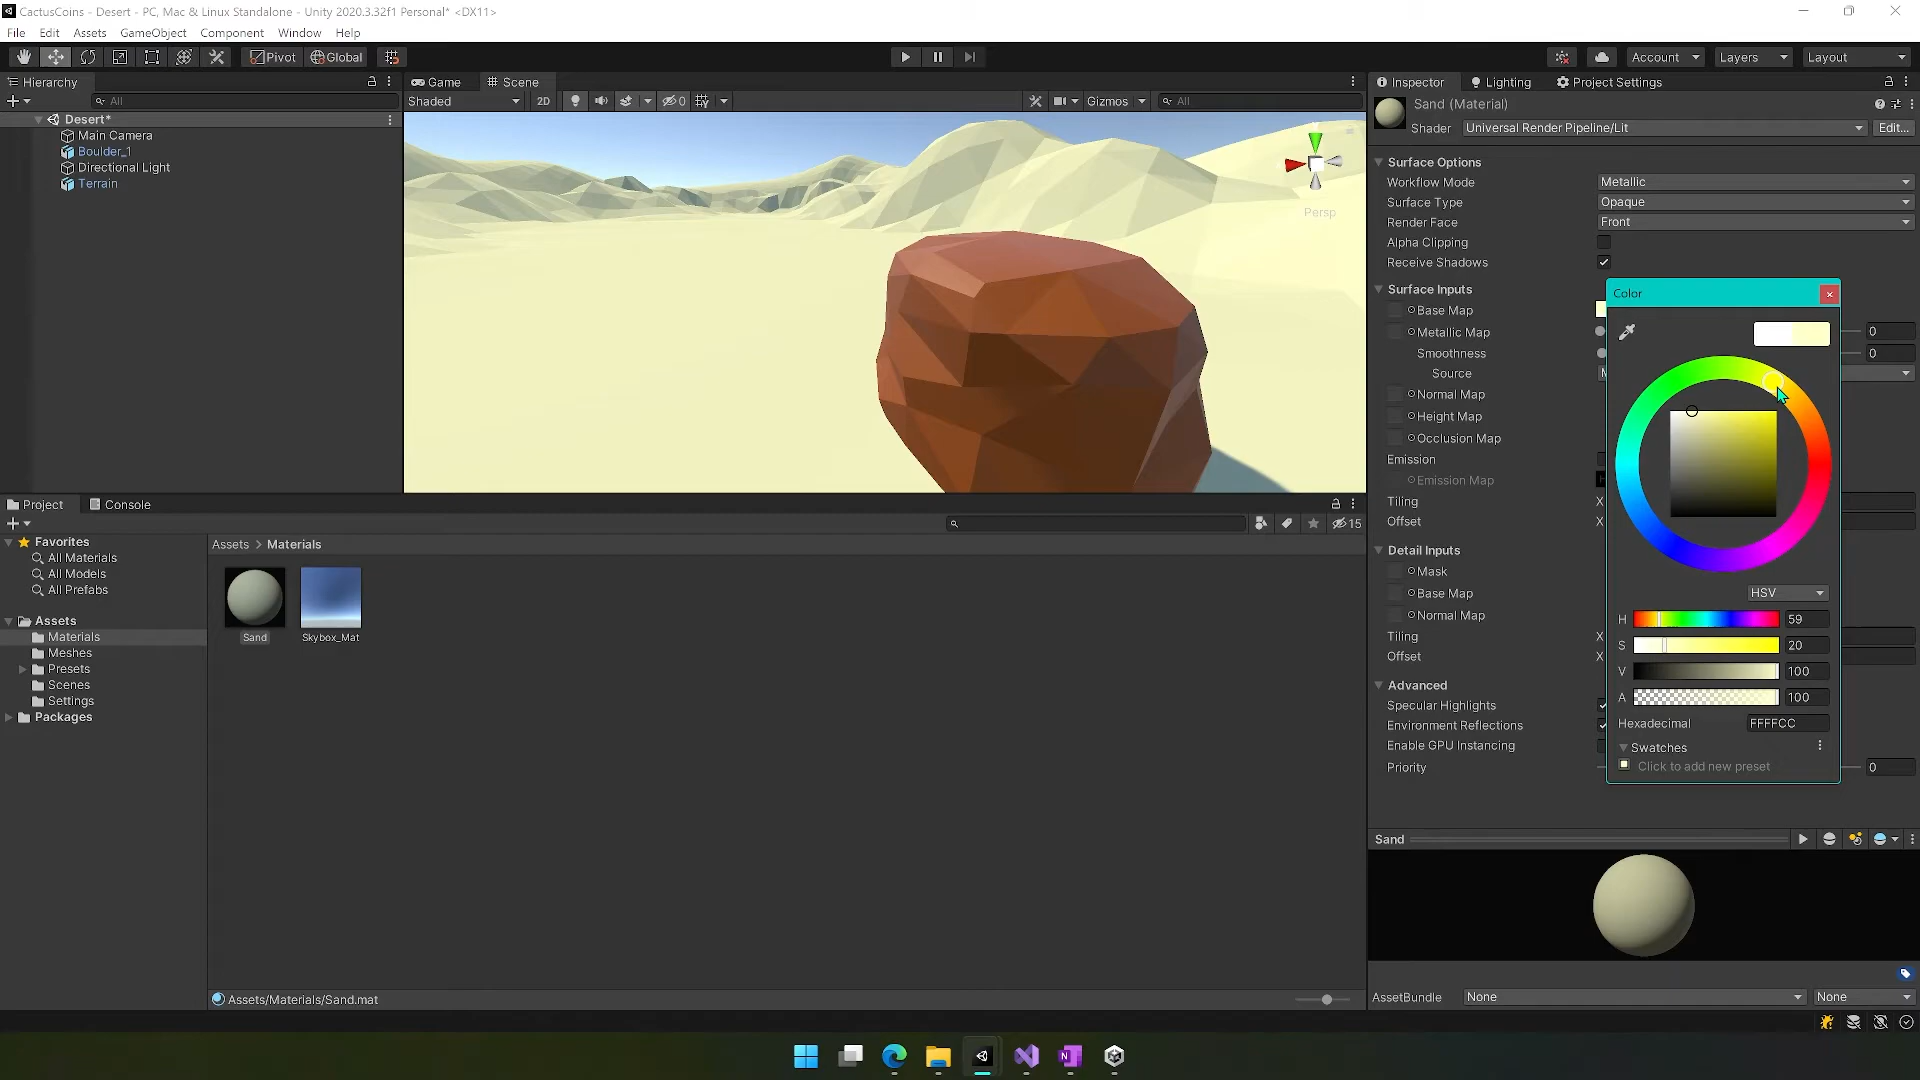 CactusCoins - Desert - PC, Mac & Linux Standalone - Unity 2020.3.32f1 Personal* <DX11>
File Edit Assets GameObject Component Window Help
Pivot Global Account Layers Layout
Hierarchy
All
Desert*
Main Camera
Boulder_1
Directional Light
Terrain
Game Scene
Shaded 2D 0 Gizmos All
Persp
Inspector Lighting Project Settings
Sand (Material)
Shader Universal Render Pipeline/Lit Edit...
Surface Options
Workflow Mode Metallic
Surface Type Opaque
Render Face Front
Alpha Clipping
Receive Shadows
Surface Inputs
Base Map
Metallic Map 0
Smoothness 0
Source M
Normal Map
Height Map
Occlusion Map
Emission
Emission Map
Tiling X
Offset X
Detail Inputs
Mask
Base Map
Normal Map
Tiling X
Offset X
Advanced
Specular Highlights
Environment Reflections
Enable GPU Instancing
Priority 0
Color
HSV
H 59
S 20
V 100
A 100
Hexadecimal FFFFCC
Swatches
Click to add new preset
Sand
AssetBundle None None
Project Console
15
Favorites
All Materials
All Models
All Prefabs
Assets
Materials
Meshes
Presets
Scenes
Settings
Packages
Assets > Materials
Sand Skybox_Mat
Assets/Materials/Sand.mat